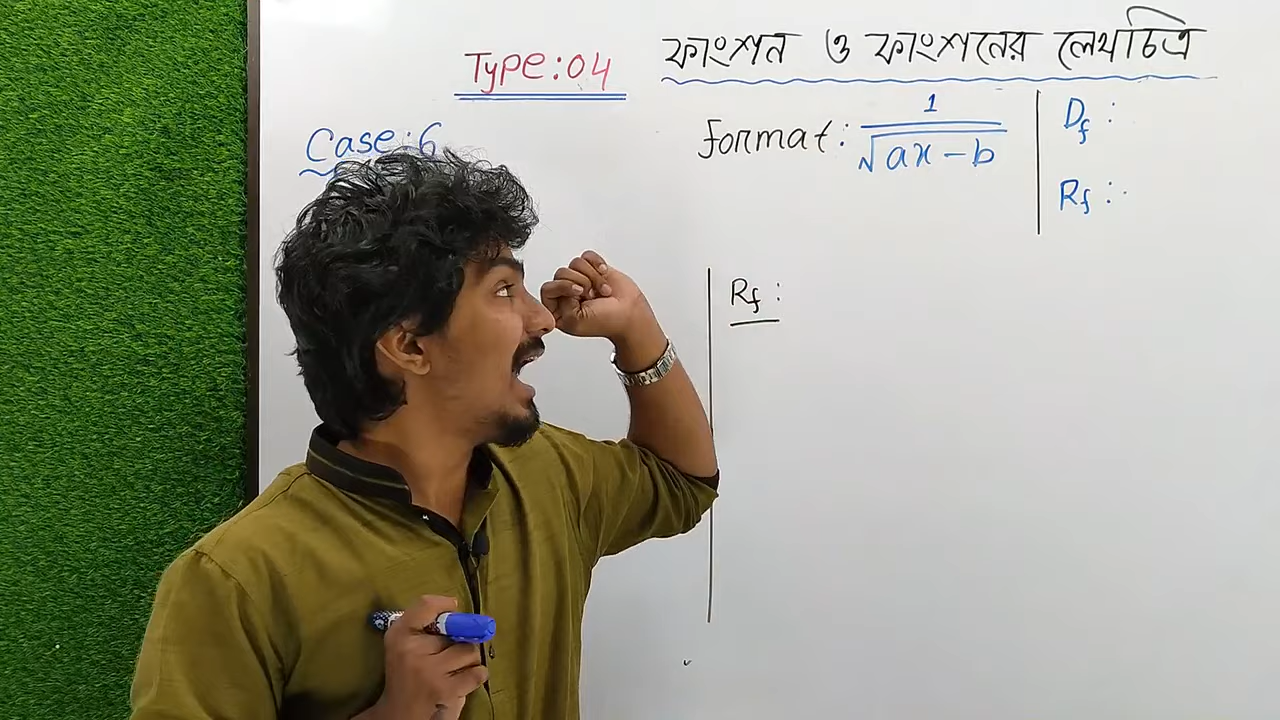 Type:04
ফাংশন ও ফাংশনের লেখচিত্র
Case:6
Format: 1/√(ax-b)
Df :
Rf :
Rf :